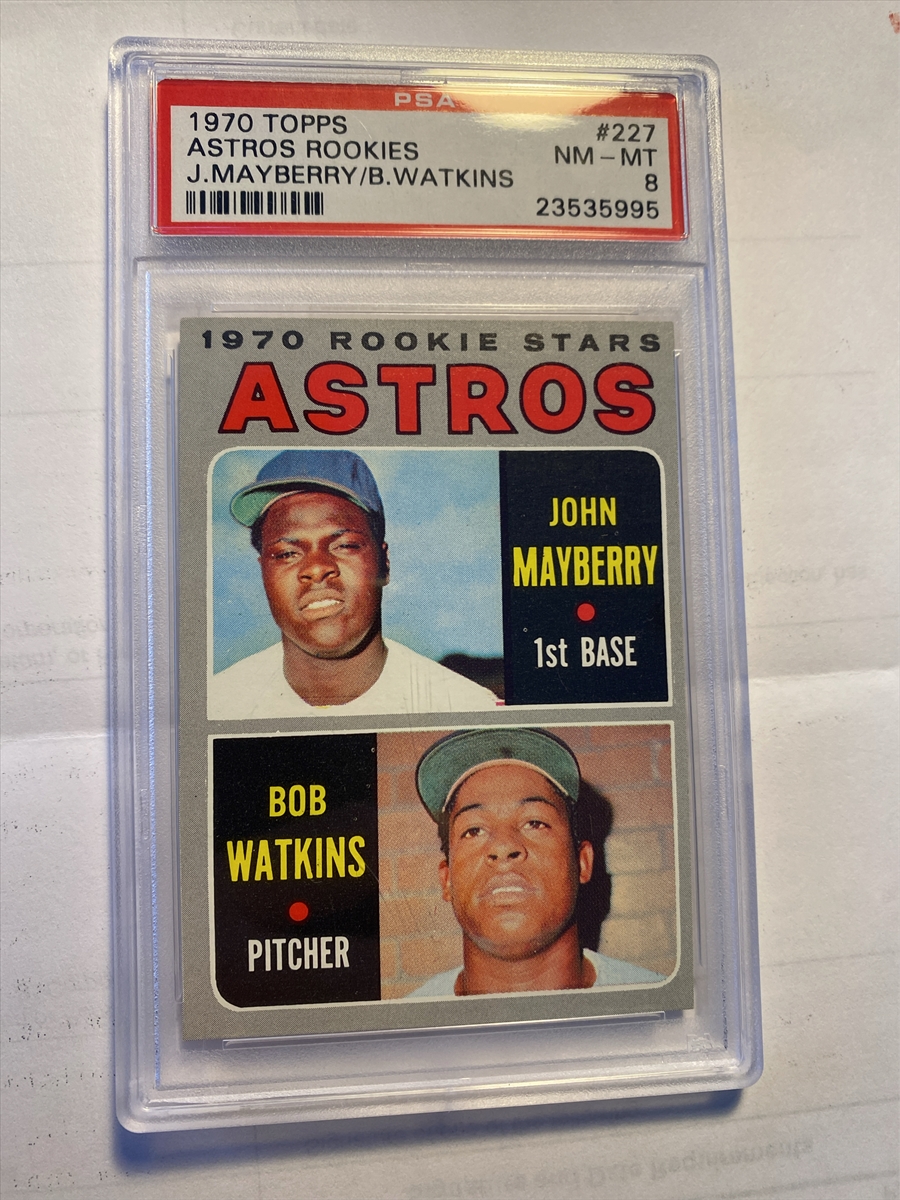 PSA
1970 TOPPS
#227
ASTROS ROOKIES
NM - MT
J.MAYBERRY/B.WATKINS
8
23535995
1970 ROOKIE STARS
ASTROS
JOHN
MAYBERRY
1st BASE
BOB
WATKINS
PITCHER